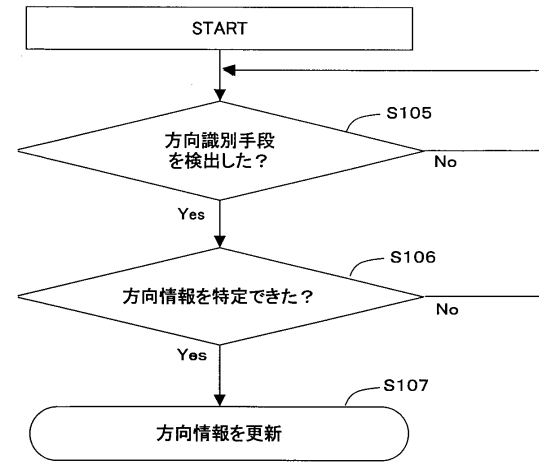 START
S105
方向識別手段
を検出した？
No
Yes
S106
方向情報を特定できた？
No
Yes
S107
方向情報を更新